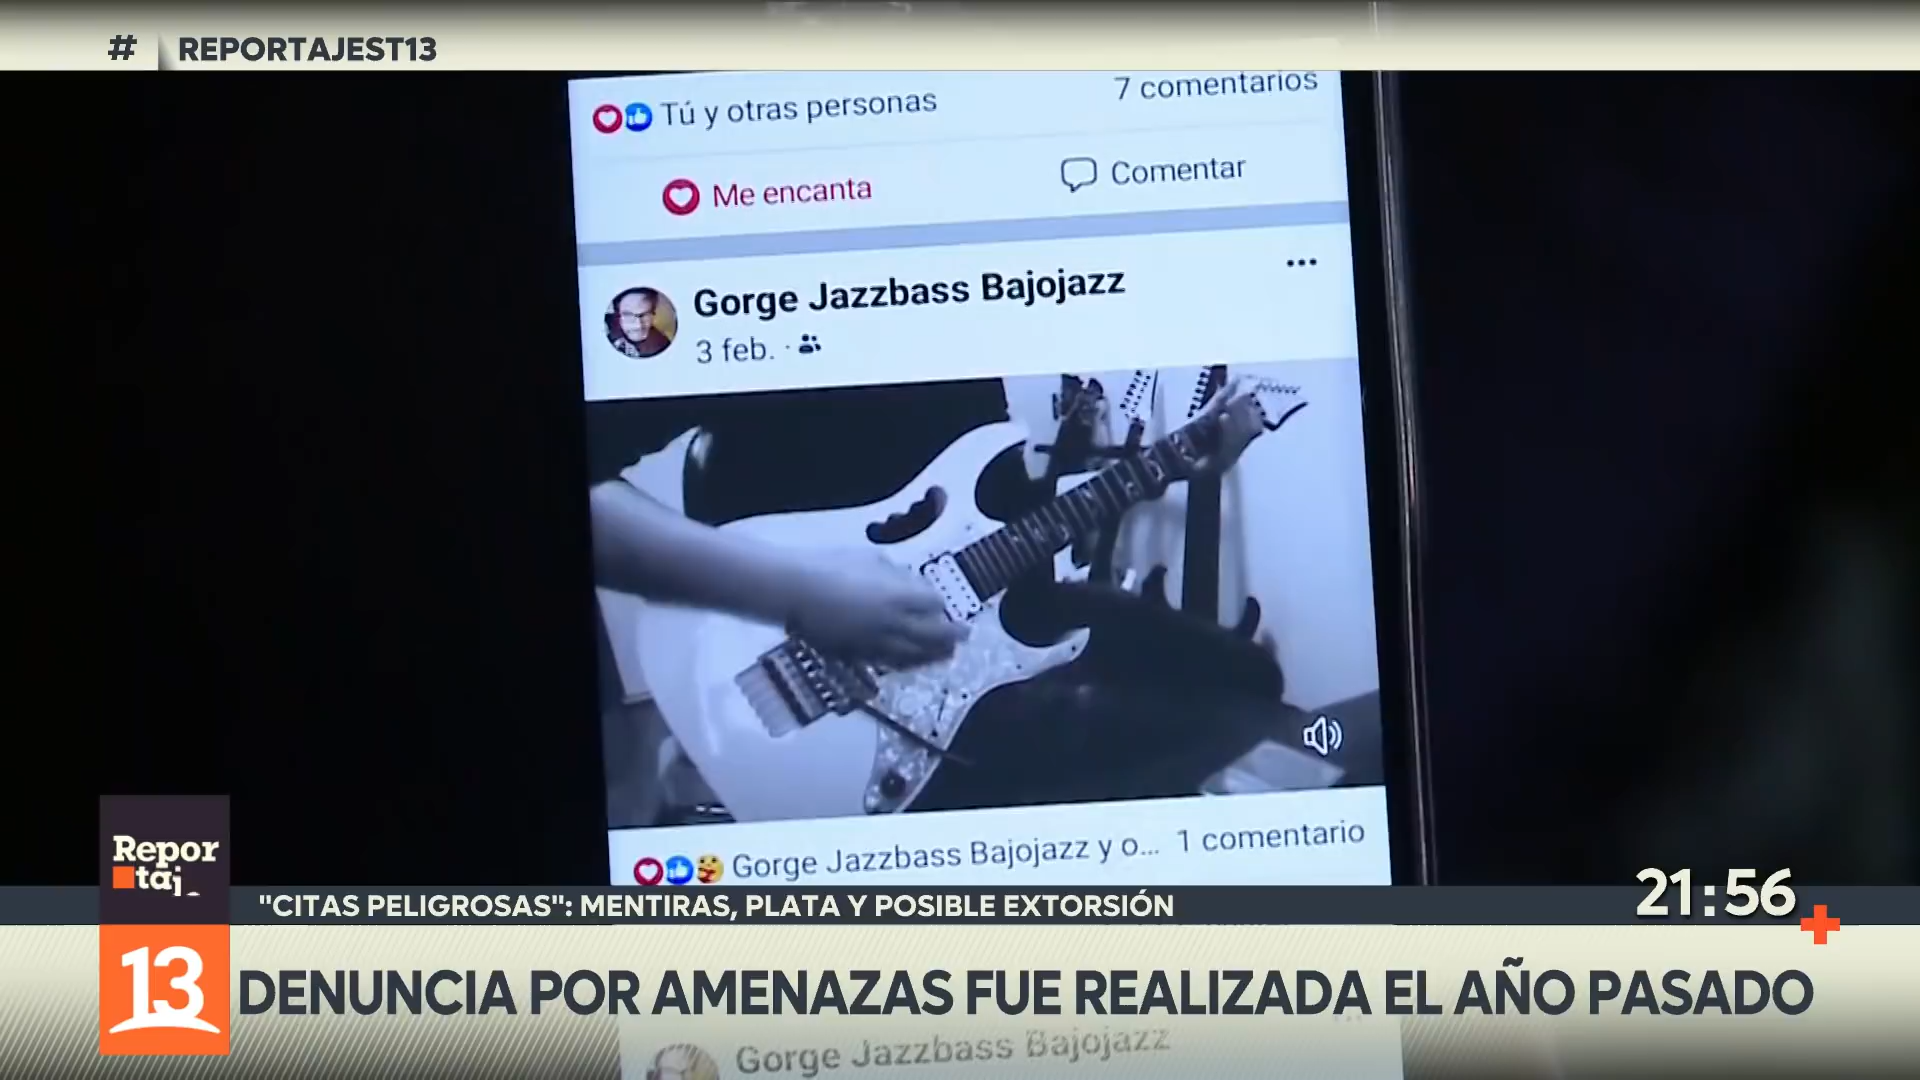 # REPORTAJEST13
Tú y otras personas
7 comentarios
Me encanta
Comentar
Gorge Jazzbass Bajojazz
3 feb. ·
Gorge Jazzbass Bajojazz y o... 1 comentario
Repor
taj
21:56
"CITAS PELIGROSAS": MENTIRAS, PLATA Y POSIBLE EXTORSIÓN
13
DENUNCIA POR AMENAZAS FUE REALIZADA EL AÑO PASADO
Gorge Jazzbass Bajojazz